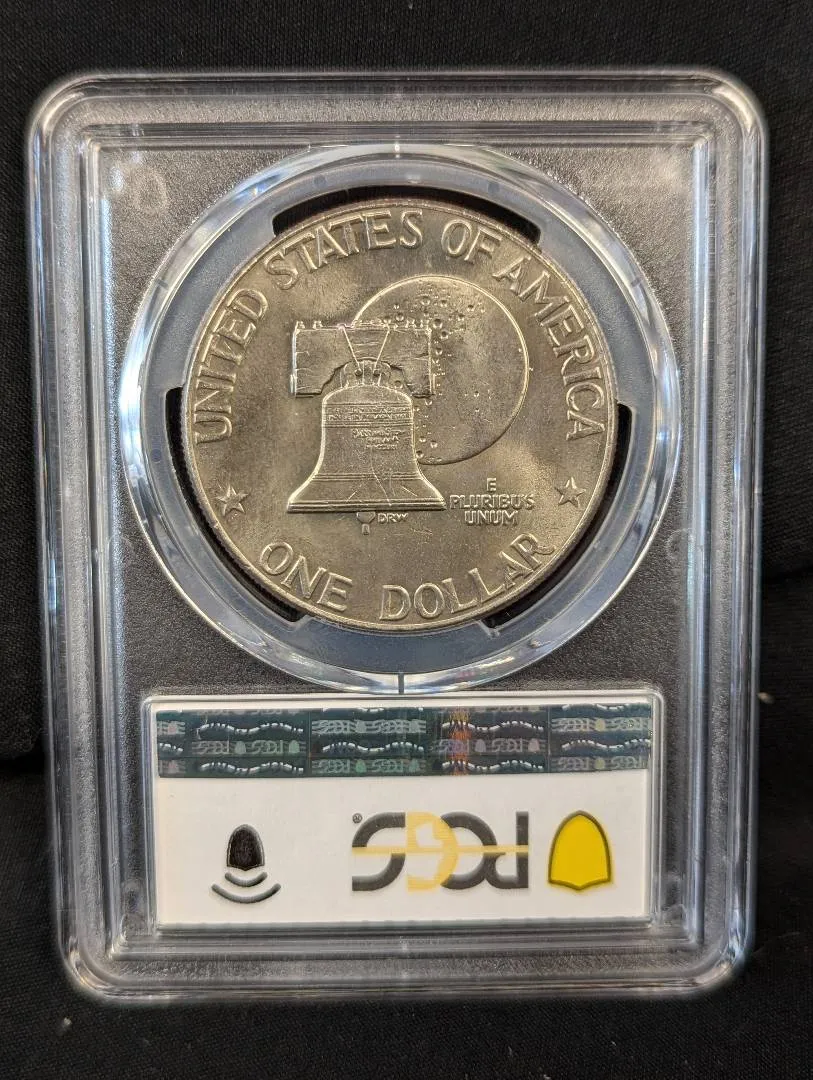 UNITED STATES OF AMERICA
DRW
E
PLURIBUS
UNUM
ONE DOLLAR
PCGS®